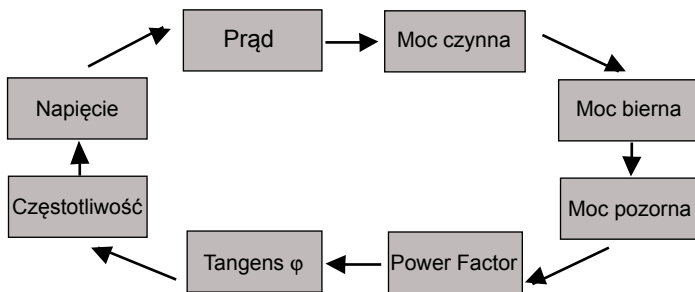 Prąd
Moc czynna
Napięcie
Moc bierna
Częstotliwość
Moc pozorna
Tangens φ
Power Factor